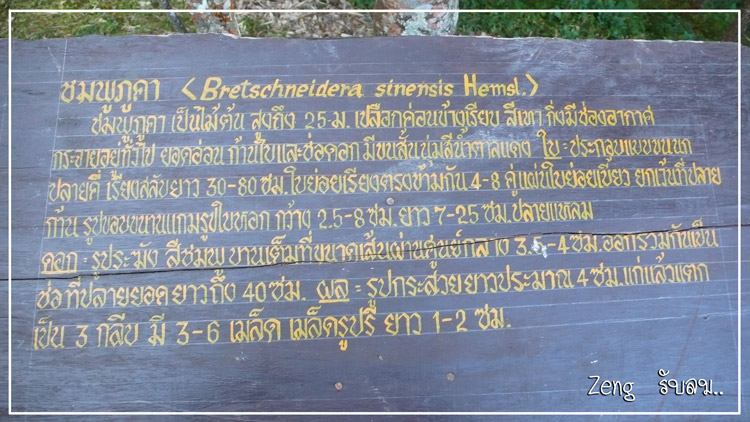 ชมพูภูคา <Bretschneidera sinensis Hemsl.>
ชมพูภูคา เป็นไม้ต้น สูงถึง 25 ม. เปลือกค่อนข้างเรียบ สีเทา กิ่งมีช่องอากาศ
กระจายอยู่ทั่วไป ยอดอ่อน ก้านใบและช่อดอก มีขนสั้นนุ่มสีน้ำตาลแดง ใบ = ประกอบแบบขนนก
ปลายคี่ เรียงสลับยาว 30-80 ซม. ใบย่อยเรียงตรงข้ามกัน 4-8 คู่ แผ่นใบย่อยเบี้ยว ยกเว้นที่ปลาย
ก้าน รูปขอบขนานแกมรูปใบหอก กว้าง 2.5-8 ซม. ยาว 7-25 ซม. ปลายแหลม
ดอก = รูประฆัง สีชมพู บานเต็มที่ขนาดเส้นผ่านศูนย์กลาง 3.5-4 ซม. ออกรวมกันเป็น
ช่อ ที่ปลายยอด ยาวถึง 40 ซม. ผล = รูปกระสวย ยาวประมาณ 4 ซม. แก่แล้วแตก
เป็น 3 กลีบ มี 3-6 เมล็ด เมล็ดรูปรี ยาว 1-2 ซม.
Zeng รับลม..